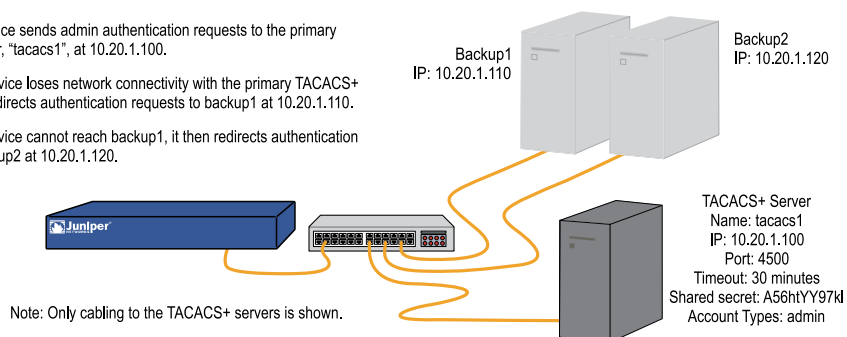 ce sends admin authentication requests to the primary
, "tacacs1", at 10.20.1.100.
vice loses network connectivity with the primary TACACS+
directs authentication requests to backup1 at 10.20.1.110.
vice cannot reach backup1, it then redirects authentication
up2 at 10.20.1.120.
Backup1
IP: 10.20.1.110
Backup2
IP: 10.20.1.120
Juniper
TACACS+ Server
Name: tacacs1
IP: 10.20.1.100
Port: 4500
Timeout: 30 minutes
Shared secret: A56htYY97kl
Account Types: admin
Note: Only cabling to the TACACS+ servers is shown.